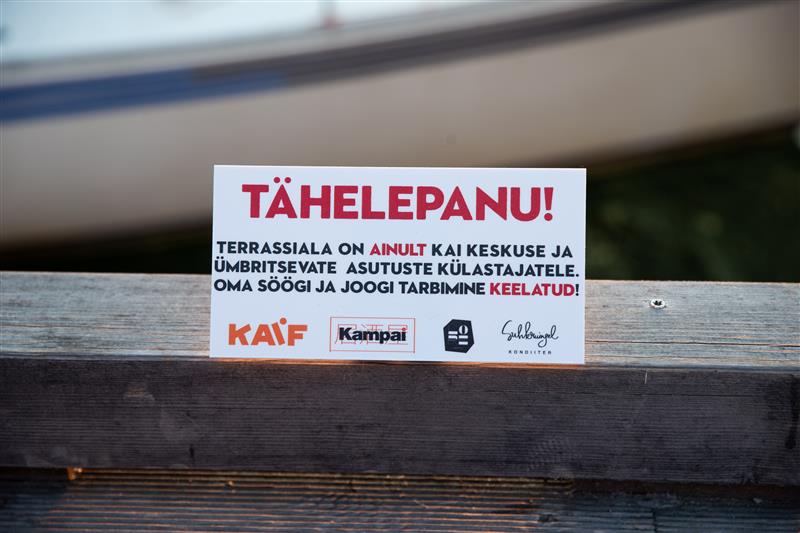 TÄHELEPANU!
TERRASSIALA ON AINULT KAI KESKUSE JA
ÜMBRITSEVATE ASUTUSTE KÜLASTAJATELE.
OMA SÖÖGI JA JOOGI TARBIMINE KEELATUD!
KAIF
Kampai
Suhkruingel
KONDIITER